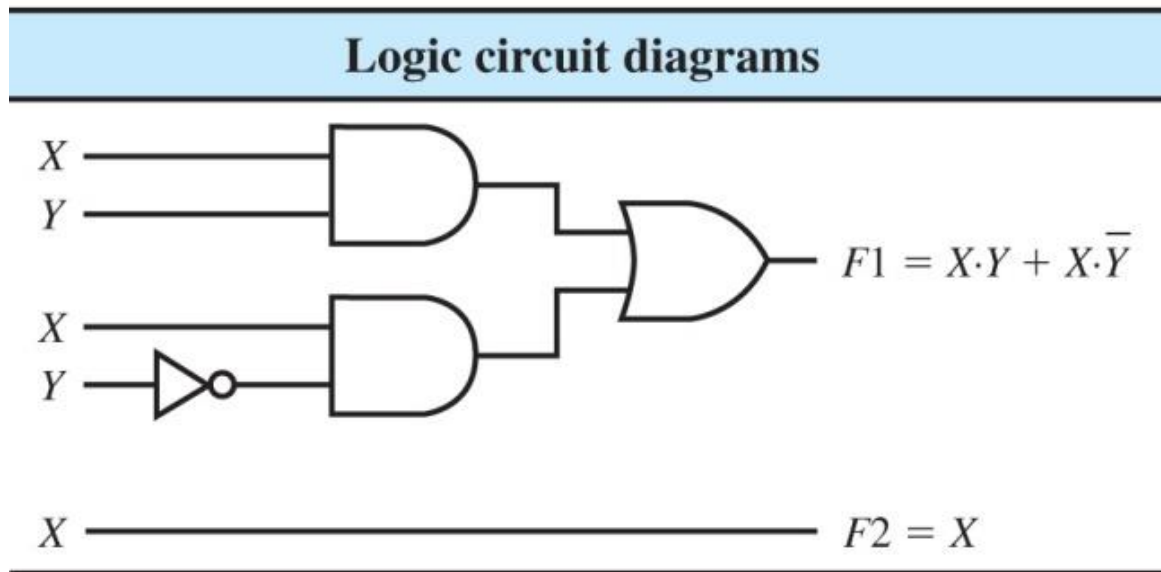 Logic circuit diagrams
X
Y
F1 = X·Y + X·Y̅
X
Y
X
F2 = X